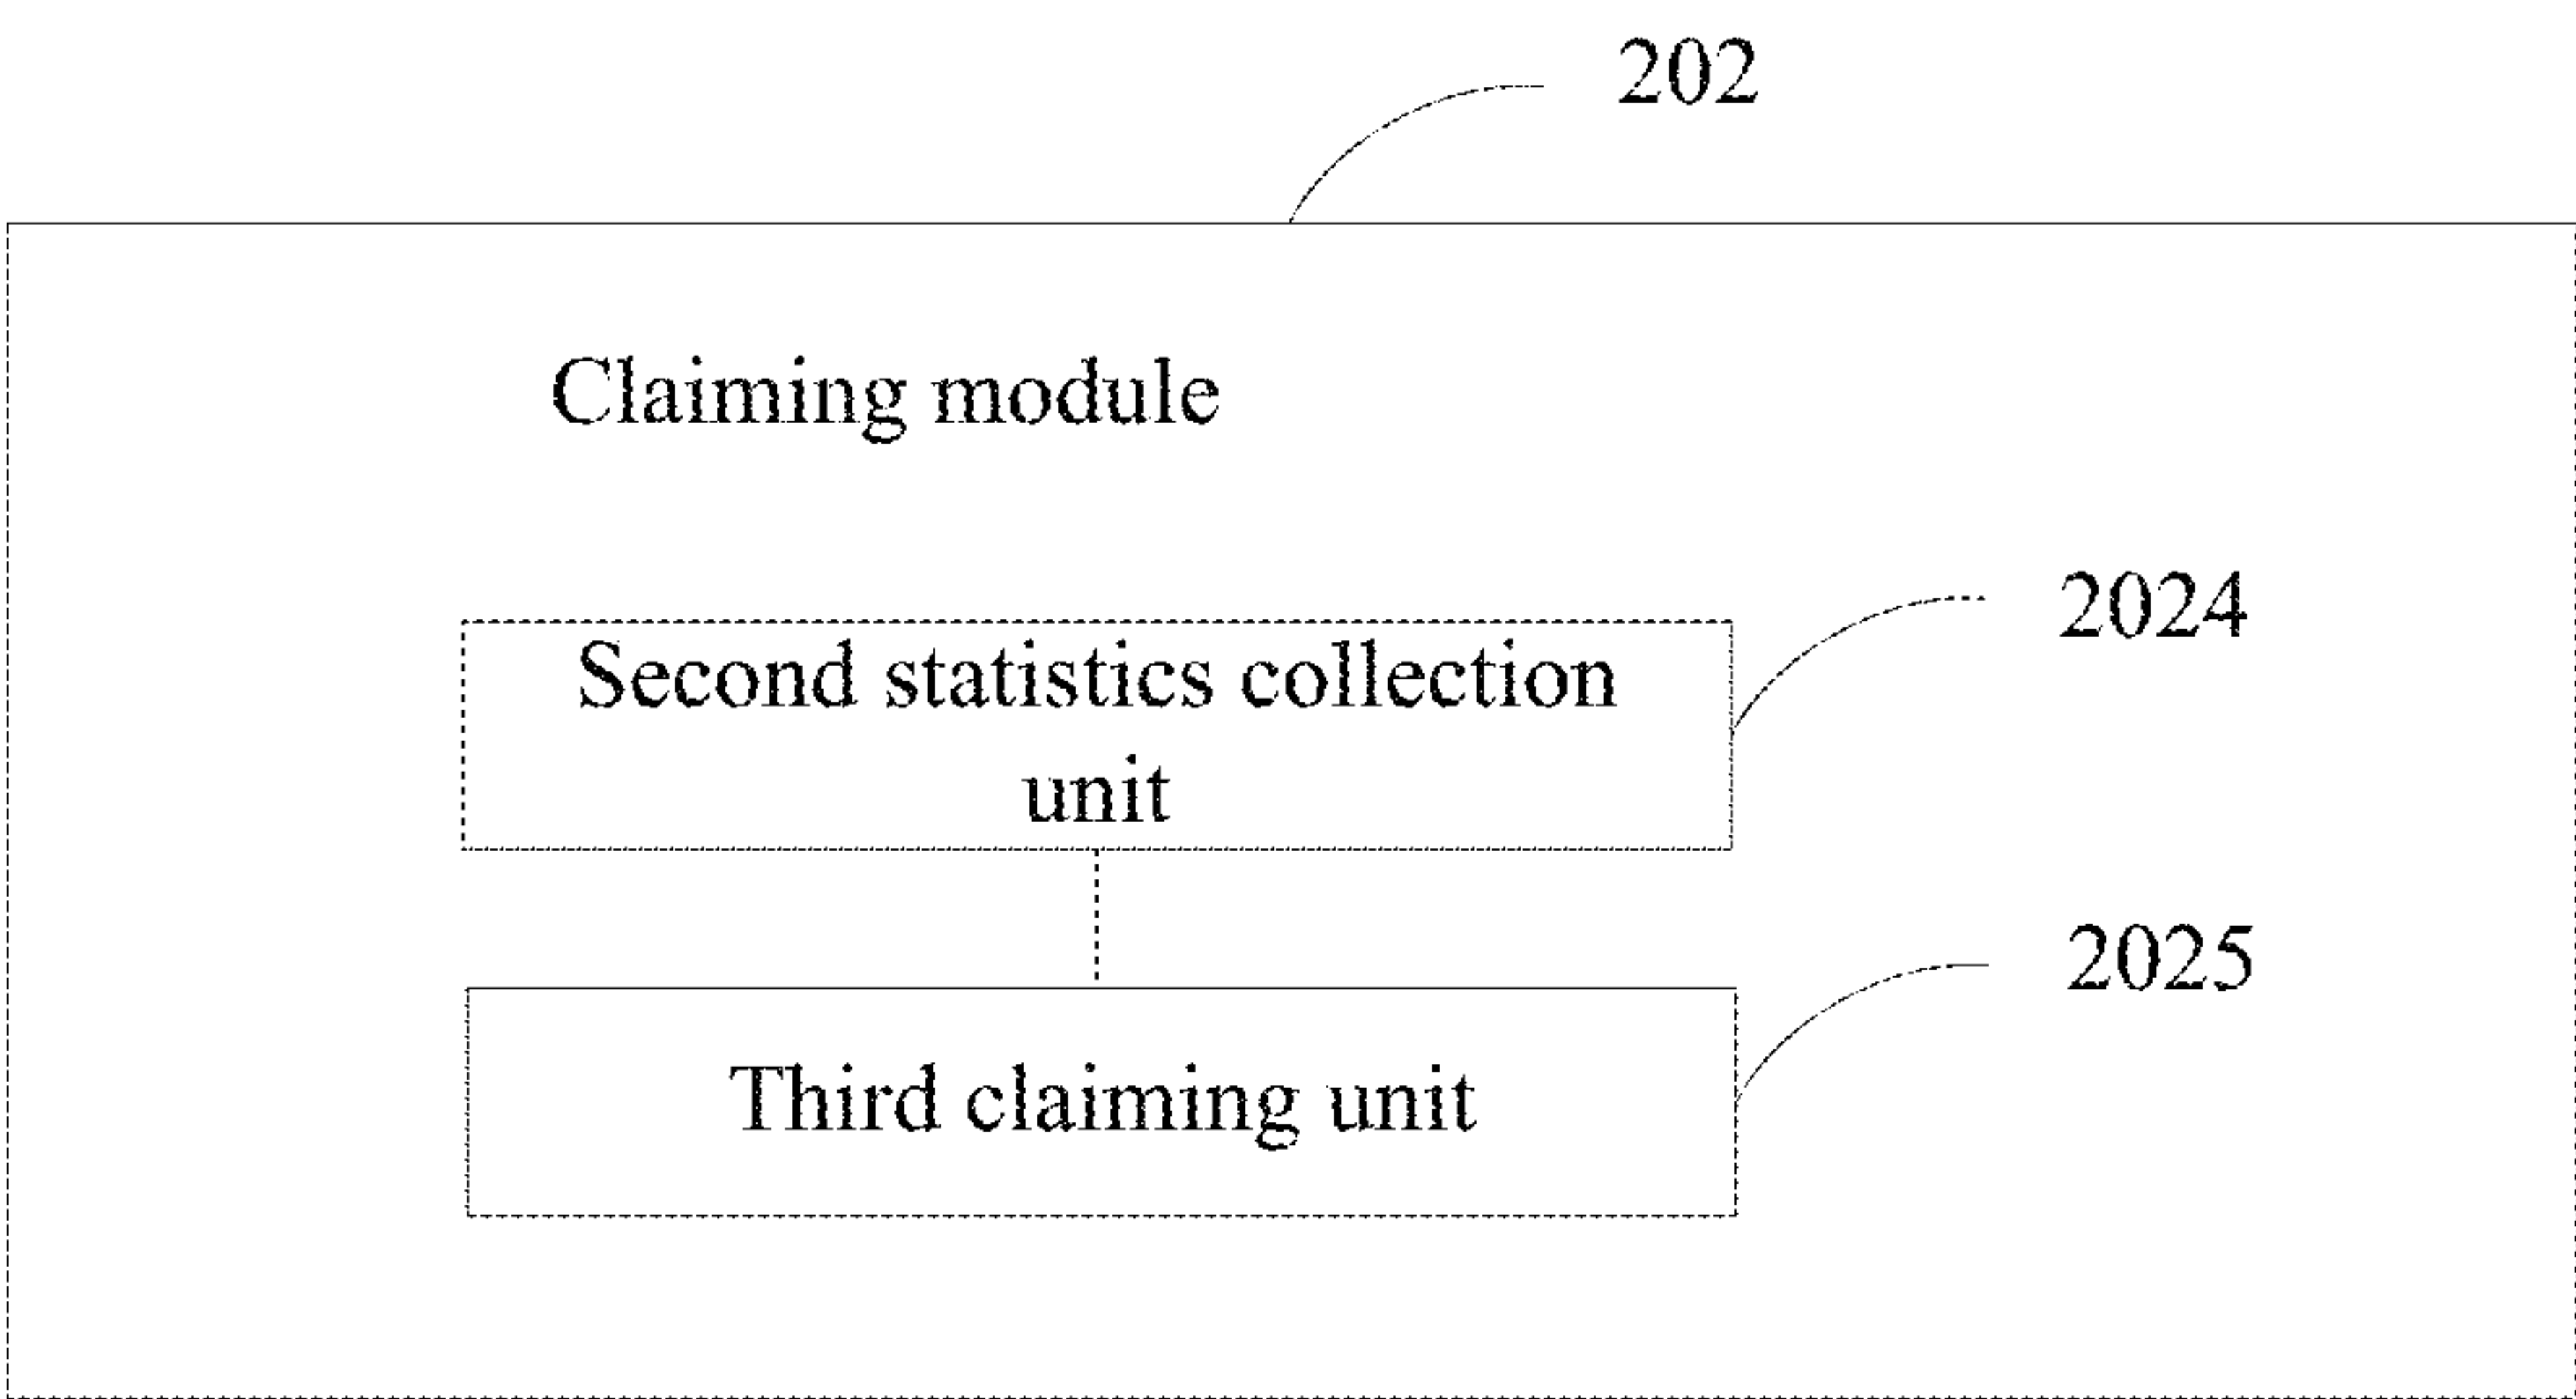 202
Claiming module
2024
Second statistics collection
unit
2025
Third claiming unit